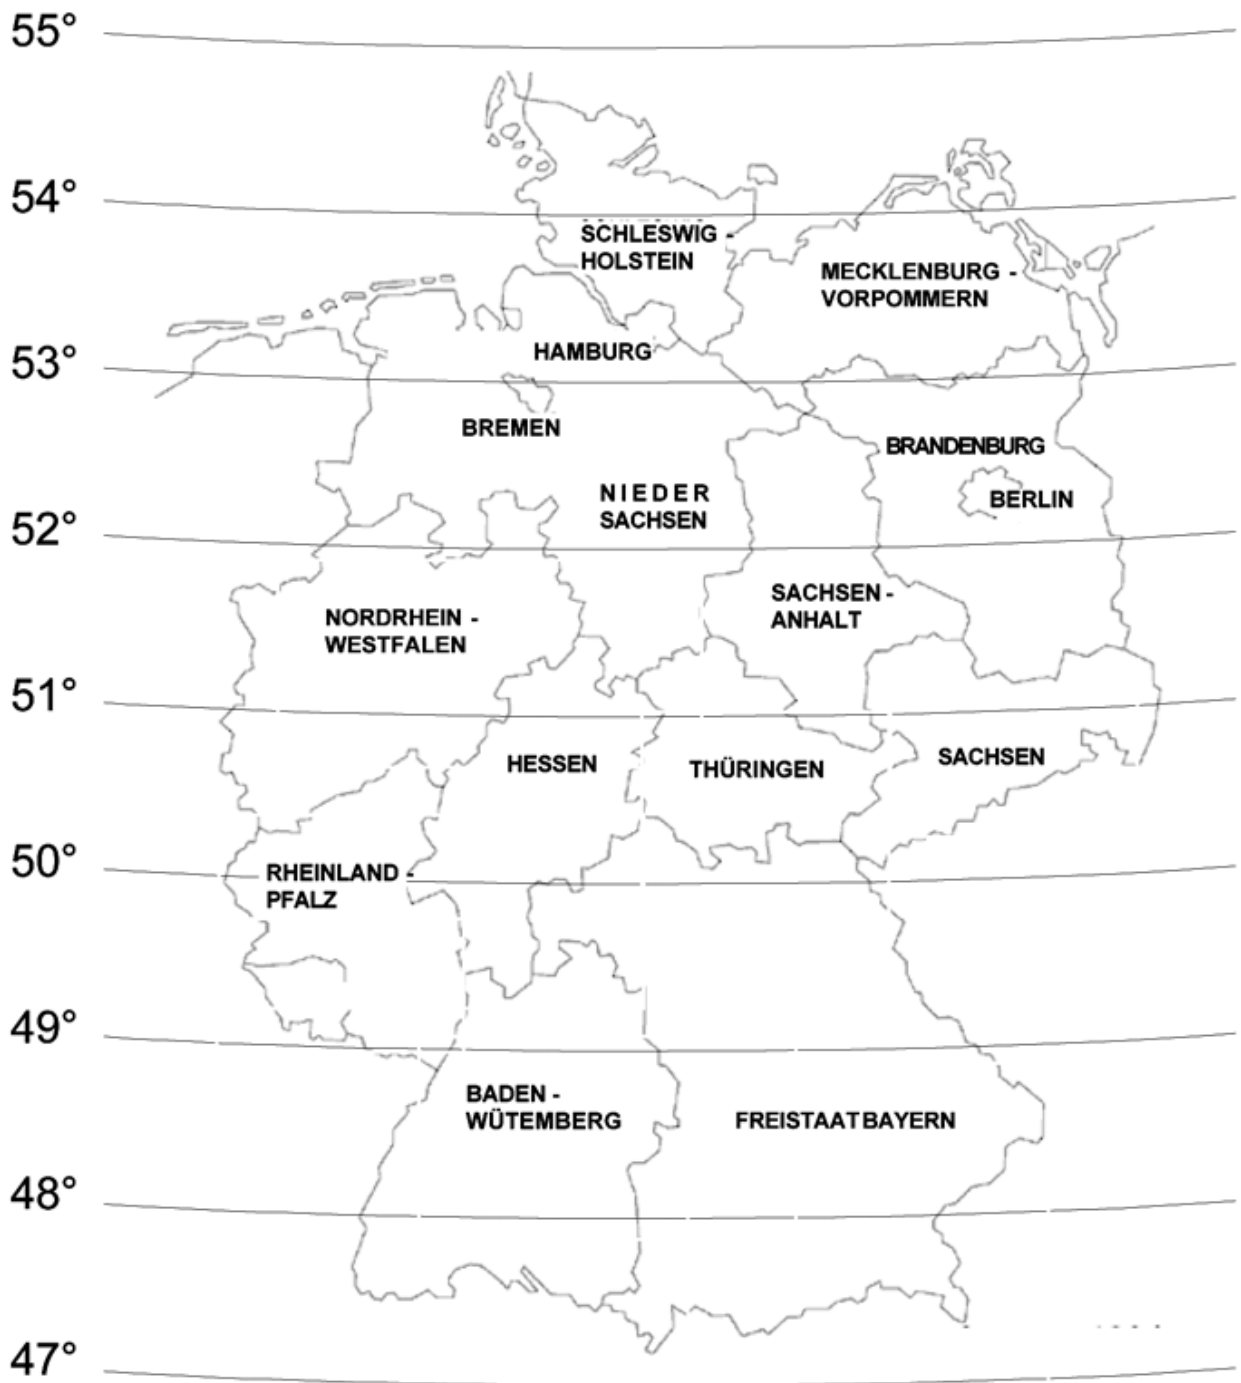 55°
54°
SCHLESWIG -
HOLSTEIN
MECKLENBURG -
VORPOMMERN
HAMBURG
53°
BREMEN
BRANDENBURG
NIEDER
SACHSEN
BERLIN
52°
SACHSEN -
ANHALT
NORDRHEIN -
WESTFALEN
51°
HESSEN
THÜRINGEN
SACHSEN
50°
RHEINLAND -
PFALZ
49°
BADEN -
WÜTEMBERG
FREISTAAT BAYERN
48°
47°